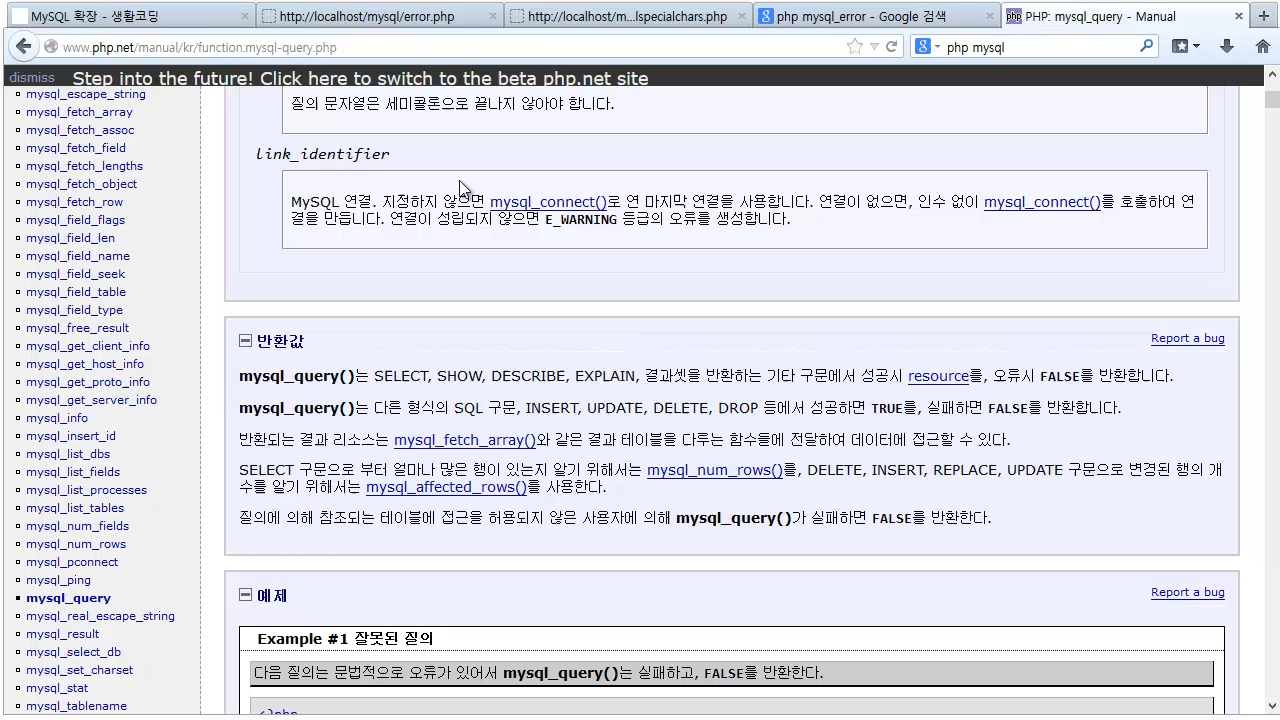 MySQL 확장 - 생활코딩
http://localhost/mysql/error.php
http://localhost/m...lspecialchars.php
php mysql_error - Google 검색
PHP: mysql_query - Manual
www.php.net/manual/kr/function.mysql-query.php
php mysql
dismiss Step into the future! Click here to switch to the beta php.net site
mysql_escape_string
mysql_fetch_array
mysql_fetch_assoc
mysql_fetch_field
mysql_fetch_lengths
mysql_fetch_object
mysql_fetch_row
mysql_field_flags
mysql_field_len
mysql_field_name
mysql_field_seek
mysql_field_table
mysql_field_type
mysql_free_result
mysql_get_client_info
mysql_get_host_info
mysql_get_proto_info
mysql_get_server_info
mysql_info
mysql_insert_id
mysql_list_dbs
mysql_list_fields
mysql_list_processes
mysql_list_tables
mysql_num_fields
mysql_num_rows
mysql_pconnect
mysql_ping
mysql_query
mysql_real_escape_string
mysql_result
mysql_select_db
mysql_set_charset
mysql_stat
mysql_tablename
질의 문자열은 세미콜론으로 끝나지 않아야 합니다.
link_identifier
MySQL 연결. 지정하지 않으면 mysql_connect()로 연 마지막 연결을 사용합니다. 연결이 없으면, 인수 없이 mysql_connect()를 호출하여 연
결을 만듭니다. 연결이 성립되지 않으면 E_WARNING 등급의 오류를 생성합니다.
반환값
Report a bug
mysql_query()는 SELECT, SHOW, DESCRIBE, EXPLAIN, 결과셋을 반환하는 기타 구문에서 성공시 resource를, 오류시 FALSE를 반환합니다.
mysql_query()는 다른 형식의 SQL 구문, INSERT, UPDATE, DELETE, DROP 등에서 성공하면 TRUE를, 실패하면 FALSE를 반환합니다.
반환되는 결과 리소스는 mysql_fetch_array()와 같은 결과 테이블을 다루는 함수들에 전달하여 데이터에 접근할 수 있다.
SELECT 구문으로 부터 얼마나 많은 행이 있는지 알기 위해서는 mysql_num_rows()를, DELETE, INSERT, REPLACE, UPDATE 구문으로 변경된 행의 개
수를 알기 위해서는 mysql_affected_rows()를 사용한다.
질의에 의해 참조되는 테이블에 접근을 허용되지 않은 사용자에 의해 mysql_query()가 실패하면 FALSE를 반환한다.
예제
Report a bug
Example #1 잘못된 질의
다음 질의는 문법적으로 오류가 있어서 mysql_query()는 실패하고, FALSE를 반환한다.
<?php